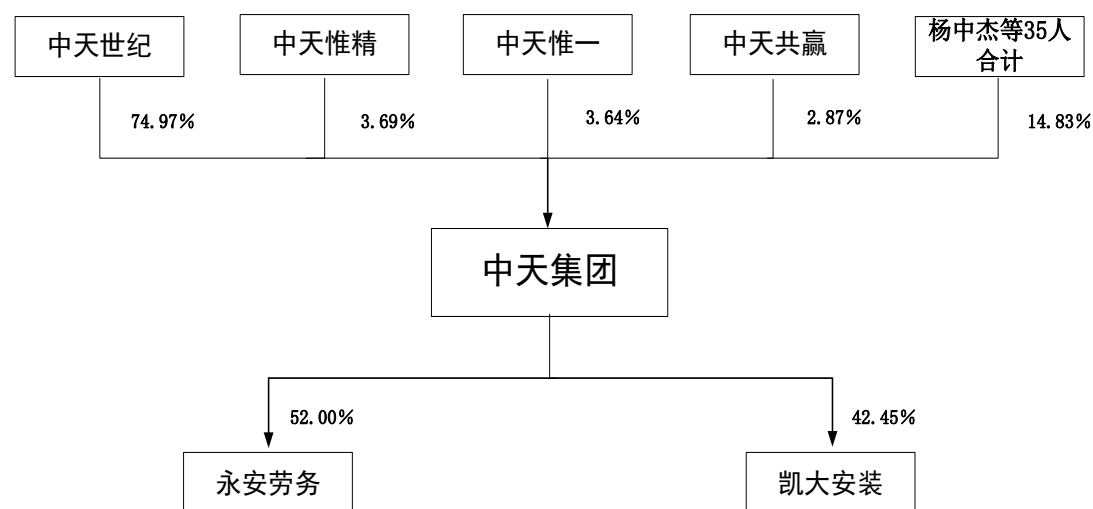 中天世纪
中天惟精
中天惟一
中天共赢
杨中杰等35人
合计
74.97%
3.69%
3.64%
2.87%
14.83%
中天集团
52.00%
42.45%
永安劳务
凯大安装